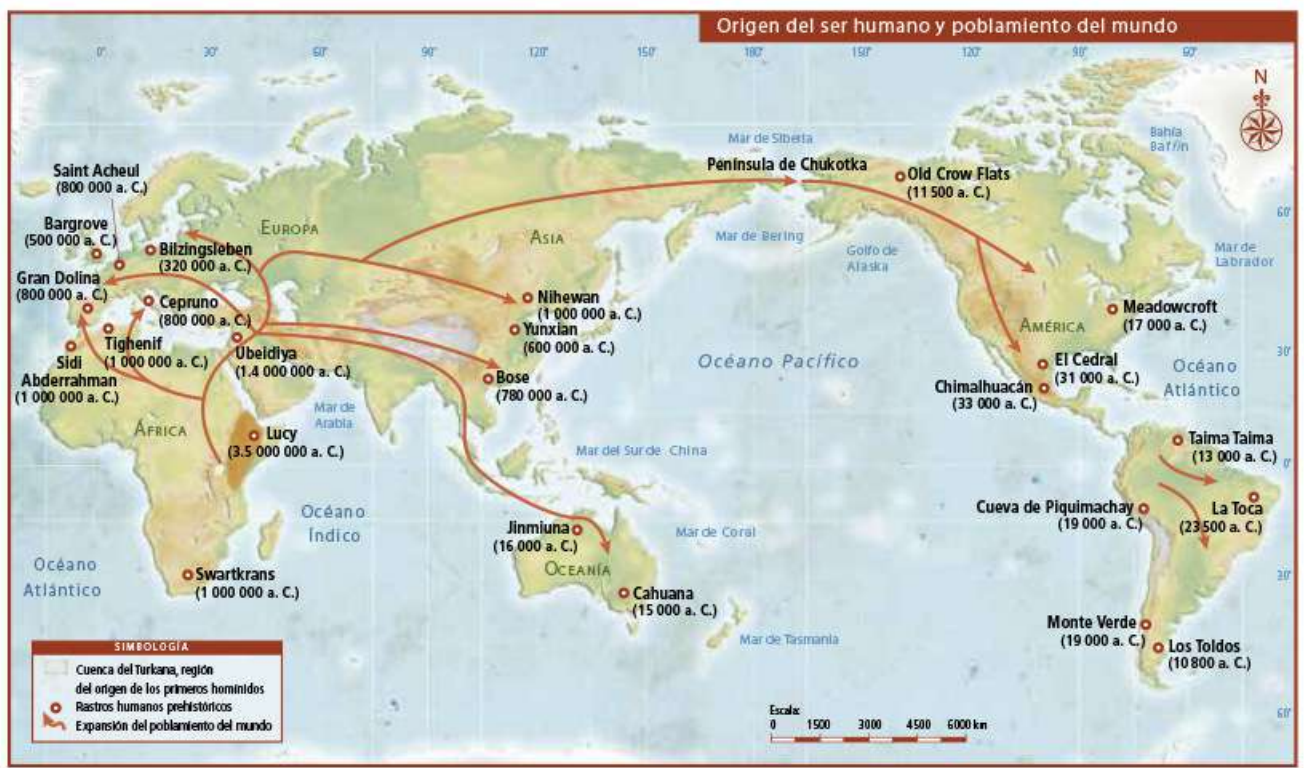 Origen del ser humano y poblamiento del mundo
0°
30°
60°
90°
120°
150°
180°
150°
120°
90°
60°
N
Mar de Siberia
Bahía
Baffin
Península de Chukotka
Saint Acheul
(800 000 a. C.)
Old Crow Flats
(11 500 a. C.)
Bargrove
(500 000 a. C.)
EUROPA
ASIA
60°
Mar de Bering
Golfo de
Alaska
Mar de
Labrador
Bilzingsleben
(320 000 a. C.)
Gran Dolina
(800 000 a. C.)
Cepruno
(800 000 a. C.)
Nihewan
(1 000 000 a. C.)
Meadowcroft
(17 000 a. C.)
AMÉRICA
Yunxian
(600 000 a. C.)
Tighenif
(1 000 000 a. C.)
Ubeidiya
(1.4 000 000 a. C.)
30°
Océano Pacífico
Océano
Atlántico
El Cedral
(31 000 a. C.)
Sidi
Abderrahman
(1 000 000 a. C.)
Bose
(780 000 a. C.)
Chimalhuacán
(33 000 a. C.)
Mar de
Arabia
ÁFRICA
Lucy
(3.5 000 000 a. C.)
Mar del Sur de China
Taima Taima
(13 000 a. C.)
0°
Océano
Índico
Cueva de Piquimachay
(19 000 a. C.)
La Toca
(23 500 a. C.)
Jinmiuna
(16 000 a. C.)
Mar de Coral
Océano
Atlántico
OCEANÍA
30°
Swartkrans
(1 000 000 a. C.)
Cahuana
(15 000 a. C.)
Mar de Tasmania
Monte Verde
(19 000 a. C.)
Los Toldos
(10 800 a. C.)
SIMBOLOGÍA
Cuenca del Turkana, región
del origen de los primeros homínidos
Rastros humanos prehistóricos
Expansión del poblamiento del mundo
Escala:
0 1500 3000 4500 6000 km
60°